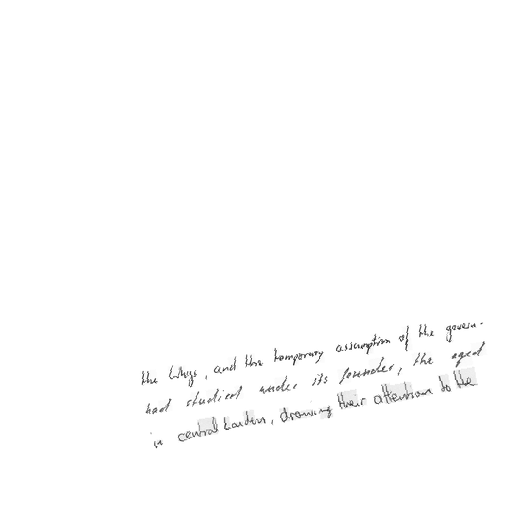 the Whigs, and the temporary assumption of the govern-
had studied under its founder, the aged
in central London, drawing their attention to the